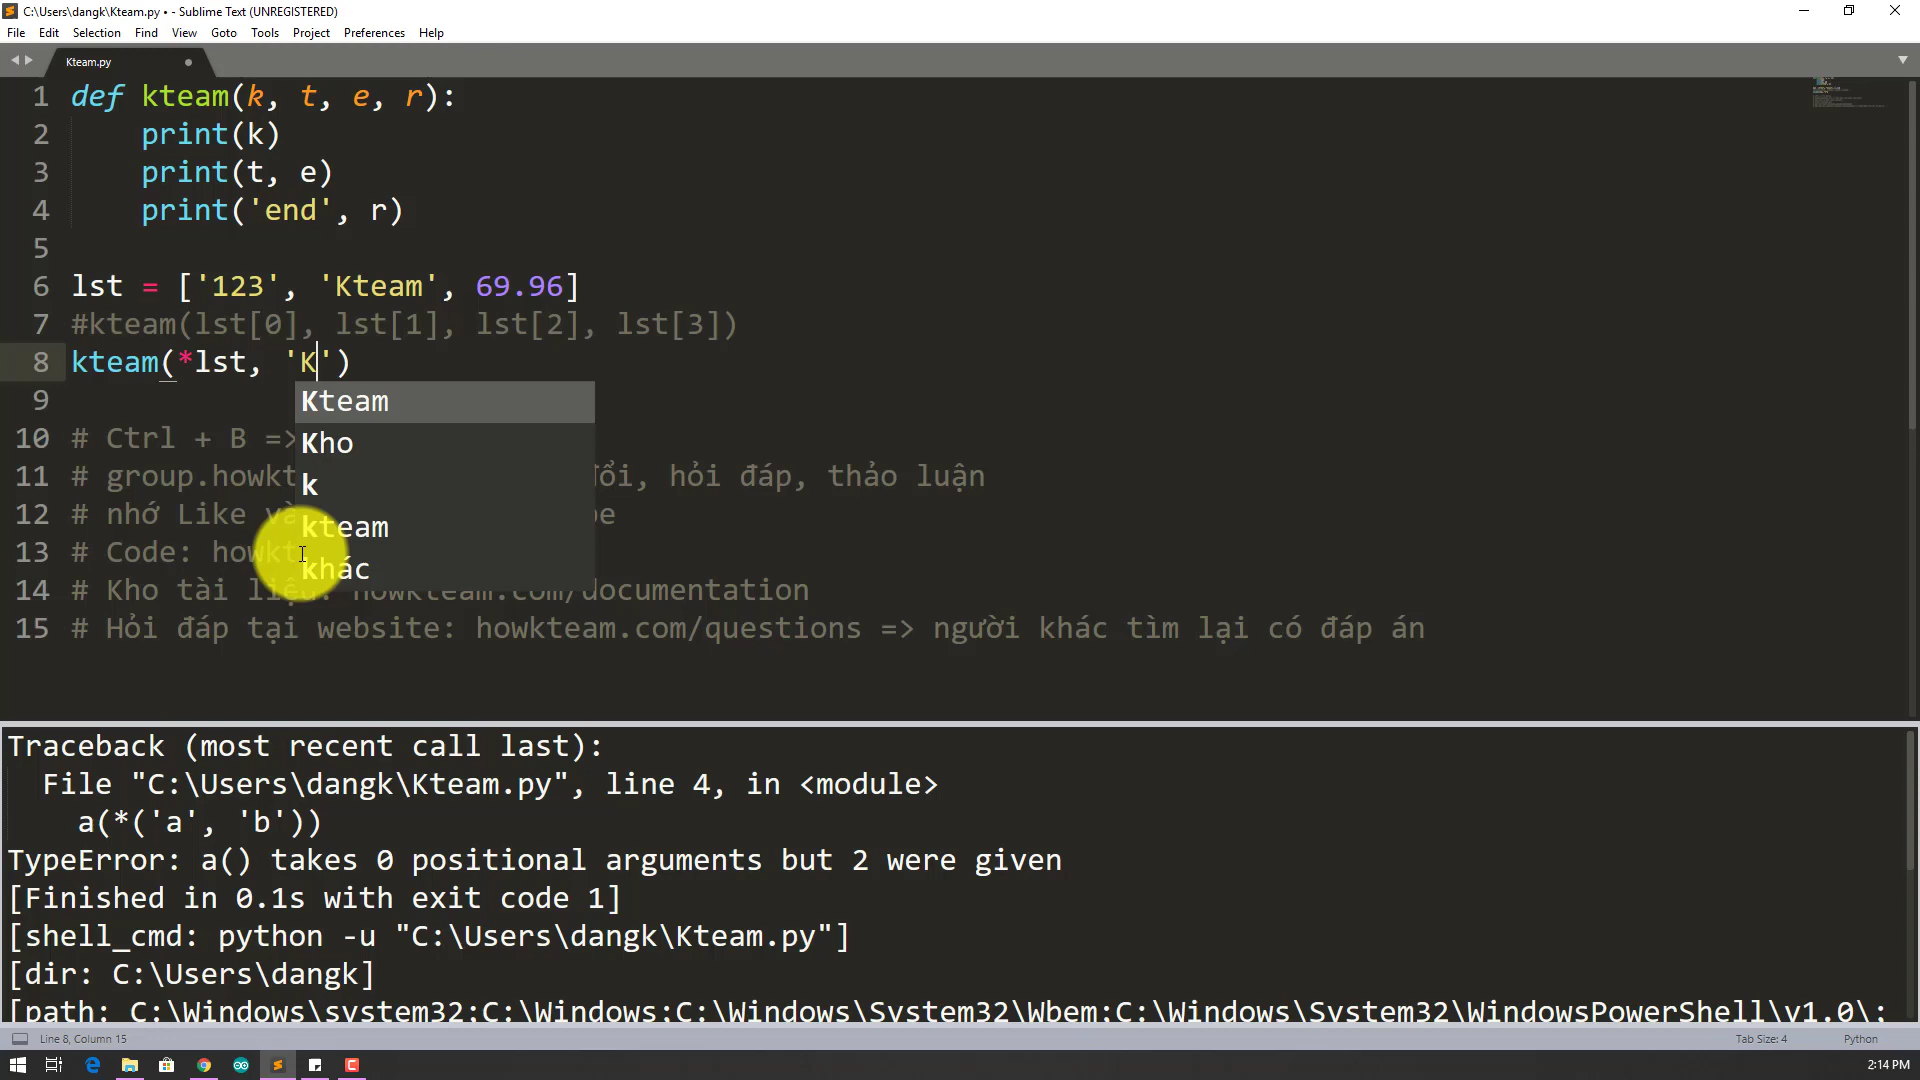 C:\Users\dangk\Kteam.py • - Sublime Text (UNREGISTERED)
File Edit Selection Find View Goto Tools Project Preferences Help
Kteam.py
1 def kteam(k, t, e, r):
2 print(k)
3 print(t, e)
4 print('end', r)
5
6 lst = ['123', 'Kteam', 69.96]
7 #kteam(lst[0], lst[1], lst[2], lst[3])
8 kteam(*lst, 'K')
9
Kteam
Kho
k
kteam
khác
10 # Ctrl + B =>
11 # group.howkt đổi, hỏi đáp, thảo luận
12 # nhớ Like và be
13 # Code: howkt
14 # Kho tài liệu: howkteam.com/documentation
15 # Hỏi đáp tại website: howkteam.com/questions => người khác tìm lại có đáp án
Traceback (most recent call last):
File "C:\Users\dangk\Kteam.py", line 4, in <module>
a(*('a', 'b'))
TypeError: a() takes 0 positional arguments but 2 were given
[Finished in 0.1s with exit code 1]
[shell_cmd: python -u "C:\Users\dangk\Kteam.py"]
[dir: C:\Users\dangk]
[path: C:\Windows\system32;C:\Windows;C:\Windows\System32\Wbem;C:\Windows\System32\WindowsPowerShell\v1.0\;
Line 8, Column 15
Tab Size: 4
Python
2:14 PM